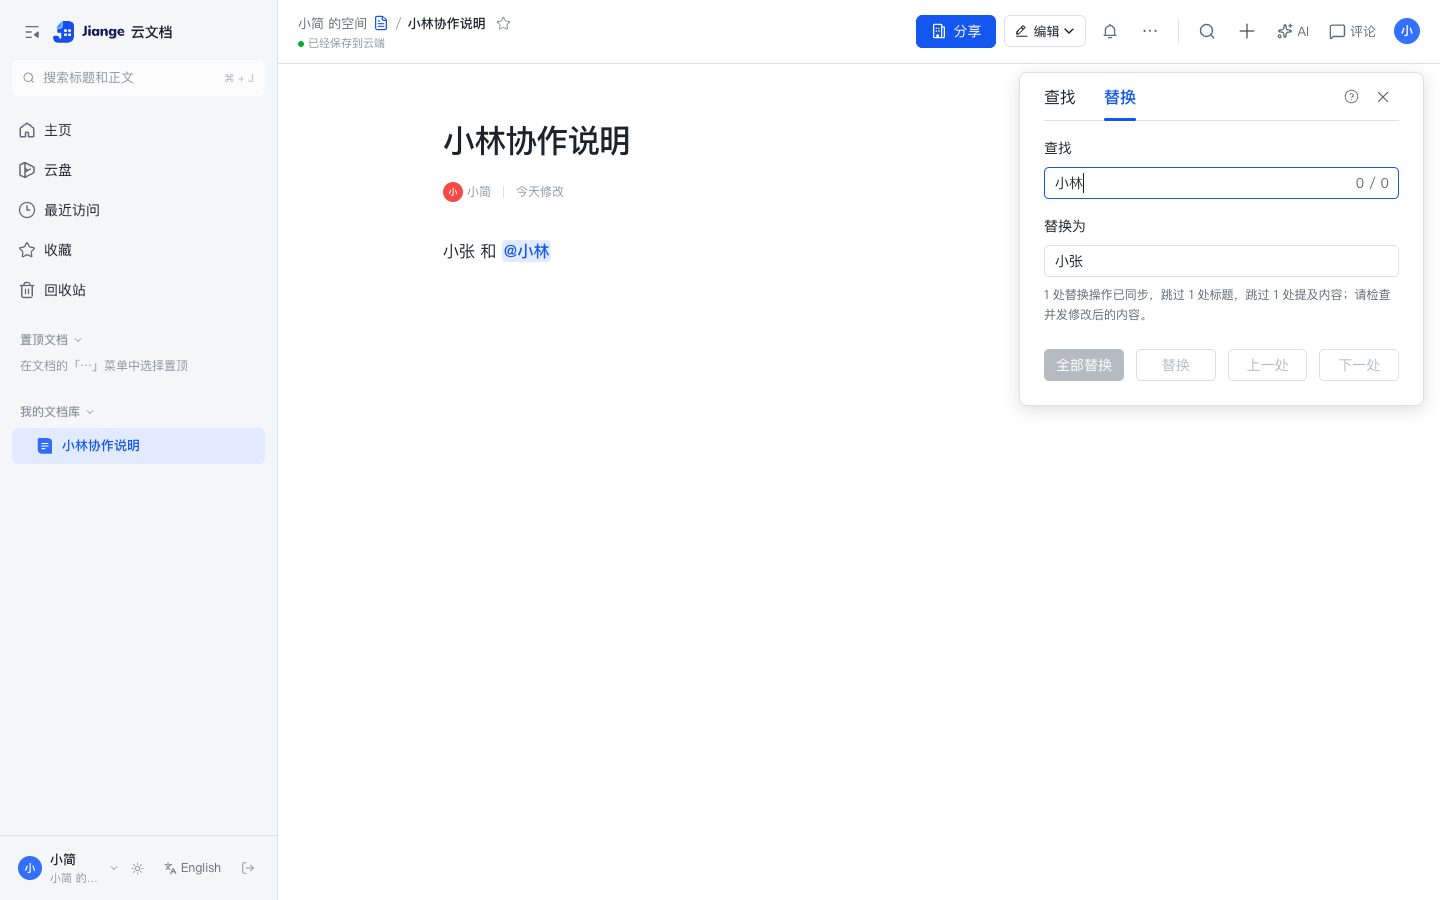 Jiange 云文档
搜索标题和正文 ⌘ + J
主页
云盘
最近访问
收藏
回收站
置顶文档
在文档的「···」菜单中选择置顶
我的文档库
小林协作说明
小 小简
小简 的...
English
小简 的空间 / 小林协作说明
已经保存到云端
分享 编辑 AI 评论 小
小林协作说明
小 小简 今天修改
小张 和 @小林
查找 替换
查找
小林 0 / 0
替换为
小张
1 处替换操作已同步，跳过 1 处标题，跳过 1 处提及内容；请检查
并发修改后的内容。
全部替换 替换 上一处 下一处